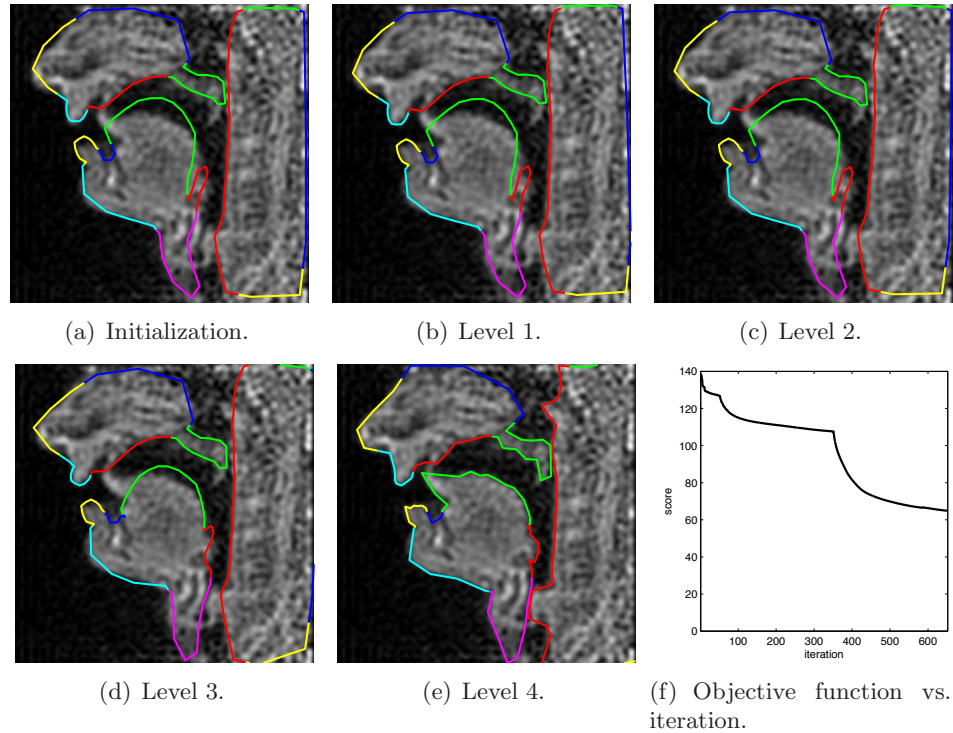 (a) Initialization.
(b) Level 1.
(c) Level 2.
(d) Level 3.
(e) Level 4.
140
120
100
80
60
40
20
0
score
100 200 300 400 500 600
iteration
(f) Objective function vs.
iteration.